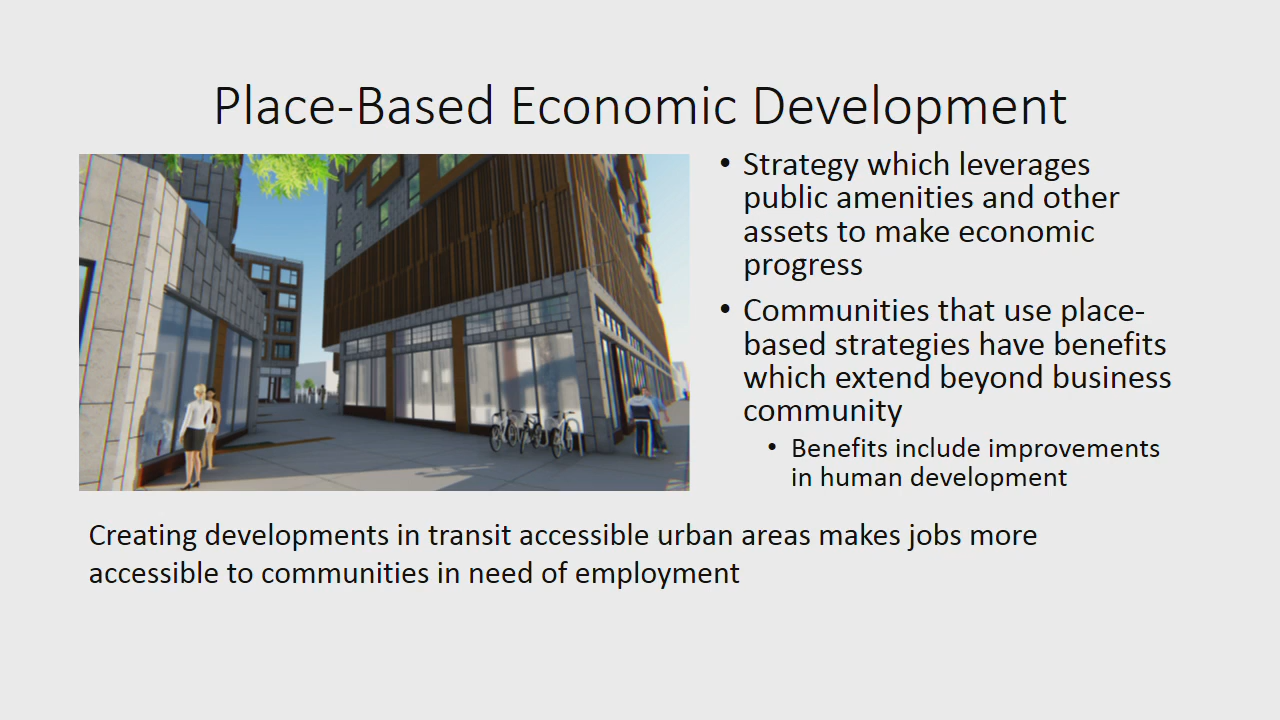 Place-Based Economic Development
• Strategy which leverages
public amenities and other
assets to make economic
progress
• Communities that use place-
based strategies have benefits
which extend beyond business
community
• Benefits include improvements
in human development
Creating developments in transit accessible urban areas makes jobs more
accessible to communities in need of employment